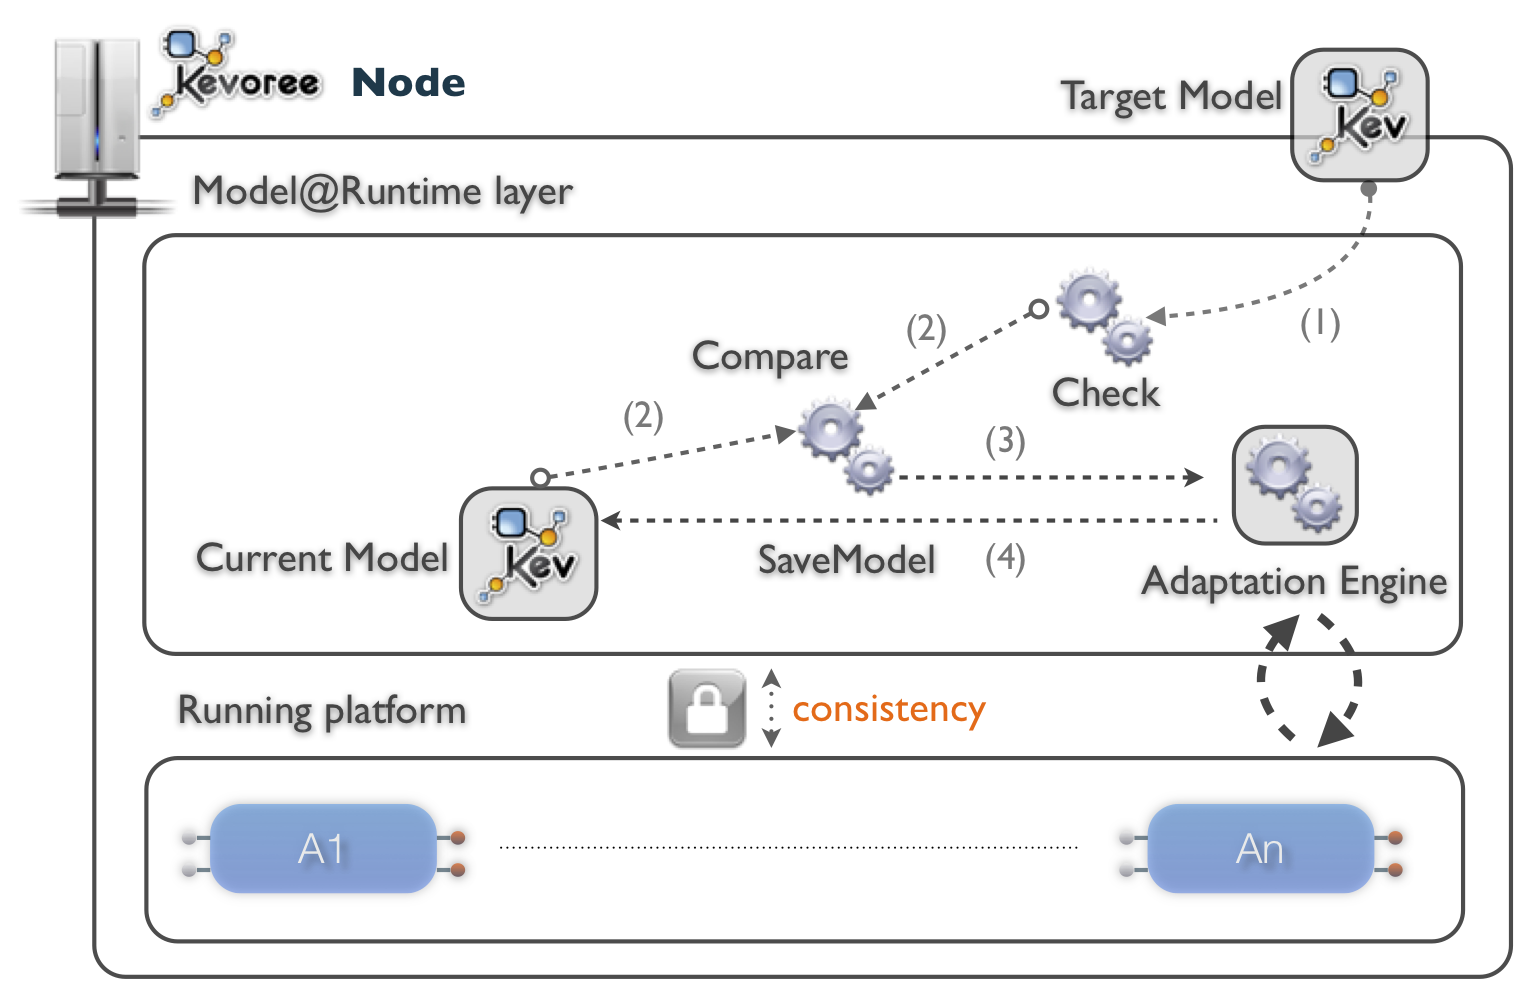 Kevoree Node
Target Model
Kev
Model@Runtime layer
(1)
(2)
Compare
Check
(2)
(3)
Current Model
Kev
SaveModel
(4)
Adaptation Engine
Running platform
consistency
A1
An